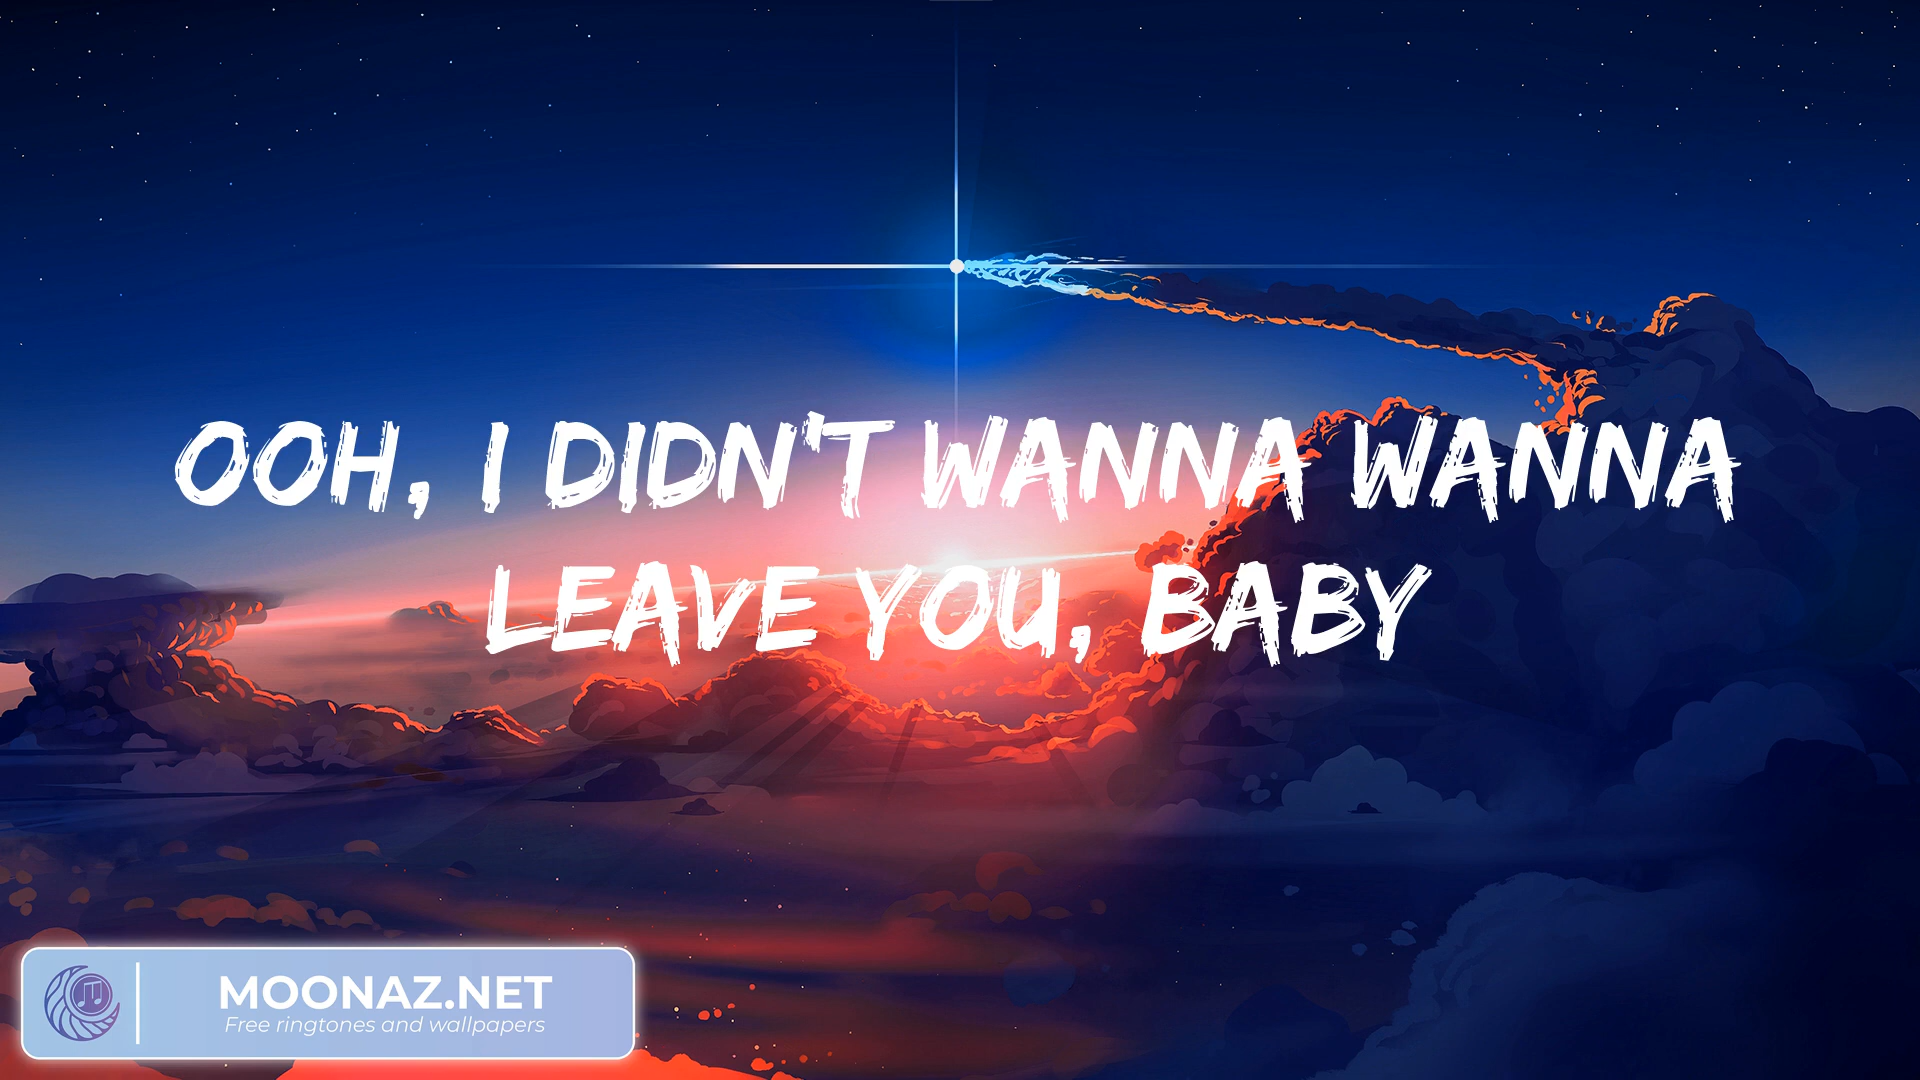 OOH, I DIDN'T WANNA WANNA
LEAVE YOU, BABY
MOONAZ.NET
Free ringtones and wallpapers